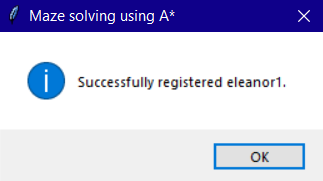 Maze solving using A*
Successfully registered eleanor1.
OK